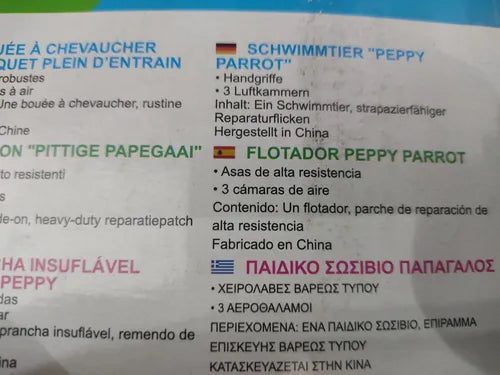 UÉE À CHEVAUCHER
QUET PLEIN D'ENTRAIN
robustes
s à air
Une bouée à chevaucher, rustine
Chine
ON "PITTIGE PAPEGAAI"
to resistenti
s
de-on, heavy-duty reparatiepatch
HA INSUFLÁVEL
PEPPY
das
ar
prancha insuflável, remendo de
ina
SCHWIMMTIER "PEPPY
PARROT"
• Handgriffe
• 3 Luftkammern
Inhalt: Ein Schwimmtier, strapazierfähiger
Reparaturflicken
Hergestellt in China
FLOTADOR PEPPY PARROT
• Asas de alta resistencia
• 3 cámaras de aire
Contenido: Un flotador, parche de reparación de
alta resistencia
Fabricado en China
ΠΑΙΔΙΚΟ ΣΩΣΙΒΙΟ ΠΑΠΑΓΑΛΟΣ
• ΧΕΙΡΟΛΑΒΕΣ ΒΑΡΕΩΣ ΤΥΠΟΥ
• 3 ΑΕΡΟΘΑΛΑΜΟΙ
ΠΕΡΙΕΧΟΜΕΝΑ: ΕΝΑ ΠΑΙΔΙΚΟ ΣΩΣΙΒΙΟ, ΕΠΙΡΑΜΜΑ
ΕΠΙΣΚΕΥΗΣ ΒΑΡΕΩΣ ΤΥΠΟΥ
ΚΑΤΑΣΚΕΥΑΖΕΤΑΙ ΣΤΗΝ ΚΙΝΑ